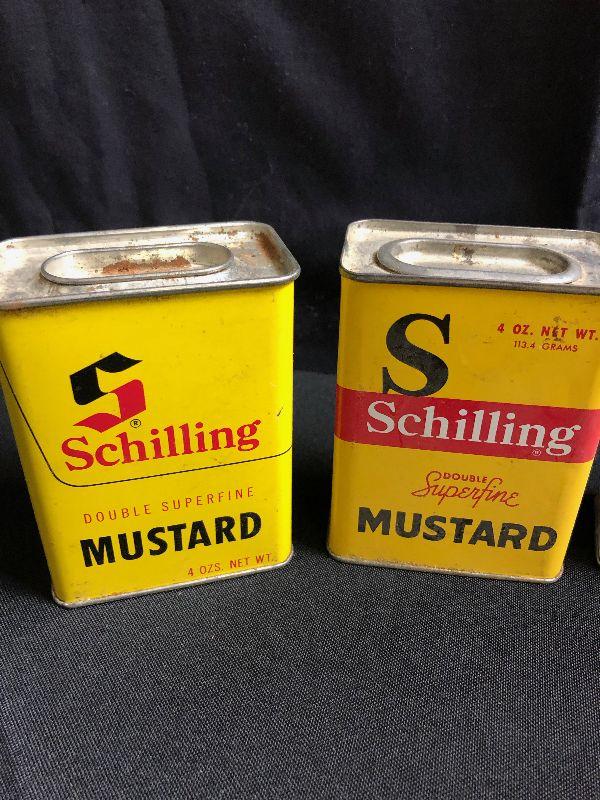 S
®
Schilling
DOUBLE SUPERFINE
MUSTARD
4 OZS. NET WT.
S
4 OZ. NET WT.
113.4 GRAMS
Schilling
®
DOUBLE
Superfine
MUSTARD